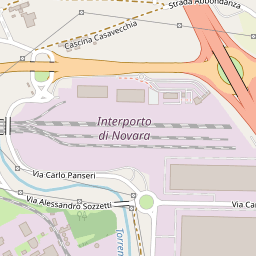 Strada Abbondanza
Cascina Casavecchia
Interporto
di Novara
Via Carlo Panseri
Via Alessandro Sozzetti
Via Ca
Torren